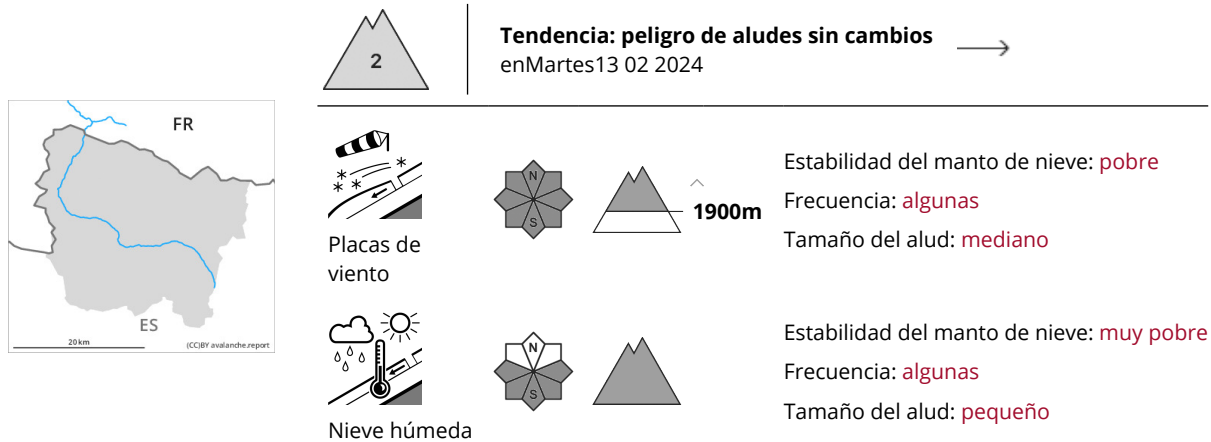 2
Tendencia: peligro de aludes sin cambios
enMartes13 02 2024
FR
ES
20 km
(CC)BY avalanche.report
N
S
1900m
Placas de
viento
Estabilidad del manto de nieve: pobre
Frecuencia: algunas
Tamaño del alud: mediano
N
S
Nieve húmeda
Estabilidad del manto de nieve: muy pobre
Frecuencia: algunas
Tamaño del alud: pequeño